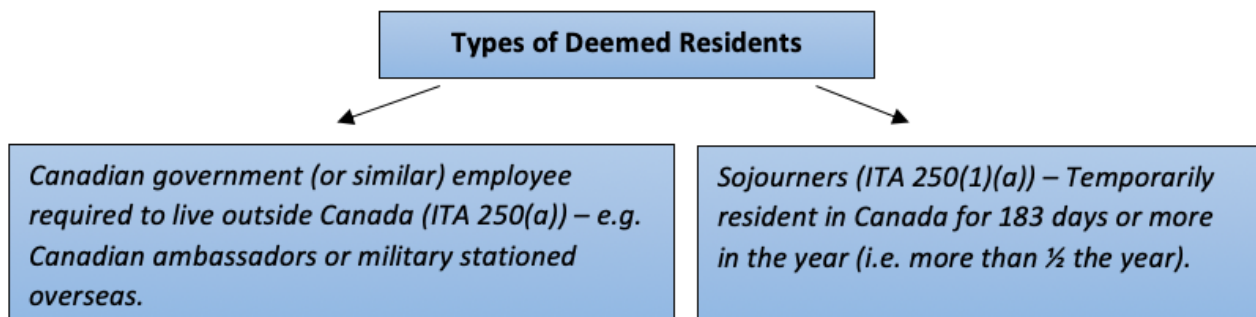 Types of Deemed Residents
Canadian government (or similar) employee
required to live outside Canada (ITA 250(a)) – e.g.
Canadian ambassadors or military stationed
overseas.
Sojourners (ITA 250(1)(a)) – Temporarily
resident in Canada for 183 days or more
in the year (i.e. more than ½ the year).